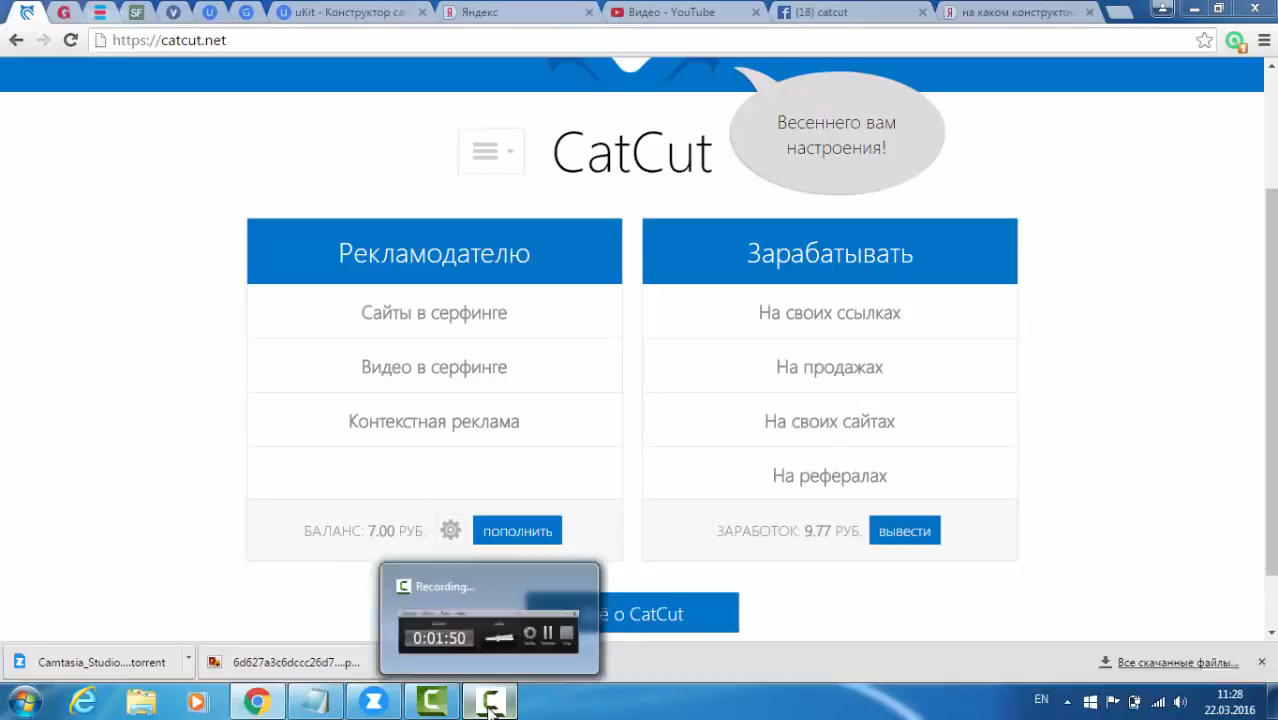 uKit - Конструктор са
Яндекс
Видео - YouTube
(18) catcut
на каком конструкто
https://catcut.net
Весеннего вам
настроения!
CatCut
Рекламодателю
Зарабатывать
Сайты в серфинге
На своих ссылках
Видео в серфинге
На продажах
Контекстная реклама
На своих сайтах
На рефералах
БАЛАНС: 7.00 РУБ.
пополнить
ЗАРАБОТОК: 9.77 РУБ.
вывести
Recording...
0:01:50
ё о CatCut
Camtasia_Studio....torrent
6d627a3c6dccc26d7...p...
Все скачанные файлы...
EN
11:28
22.03.2016